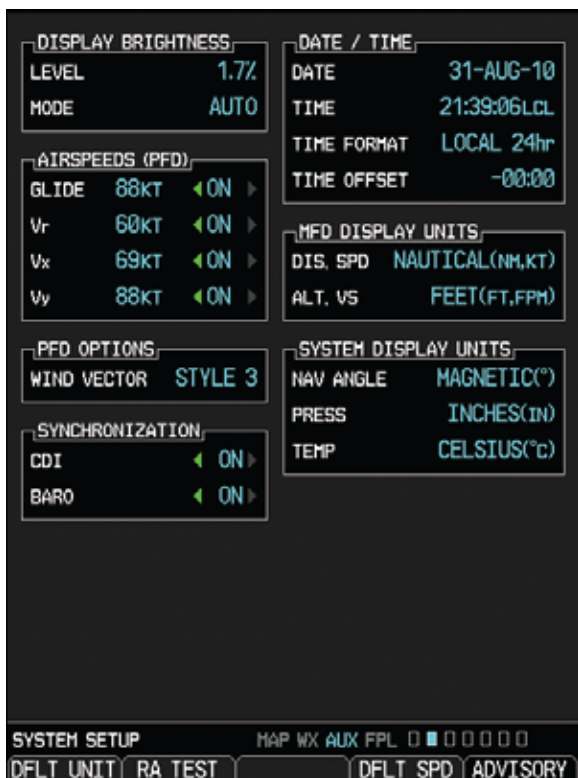 DISPLAY BRIGHTNESS
LEVEL 1.7%
MODE AUTO
AIRSPEEDS (PFD)
GLIDE 88KT ON
Vr 60KT ON
Vx 69KT ON
Vy 88KT ON
PFD OPTIONS
WIND VECTOR STYLE 3
SYNCHRONIZATION
CDI ON
BARO ON
DATE / TIME
DATE 31-AUG-10
TIME 21:39:06LCL
TIME FORMAT LOCAL 24hr
TIME OFFSET -00:00
MFD DISPLAY UNITS
DIS, SPD NAUTICAL(NM,KT)
ALT, VS FEET(FT,FPM)
SYSTEM DISPLAY UNITS
NAV ANGLE MAGNETIC(°)
PRESS INCHES(IN)
TEMP CELSIUS(°C)
SYSTEM SETUP MAP WX AUX FPL
DFLT UNIT RA TEST DFLT SPD ADVISORY